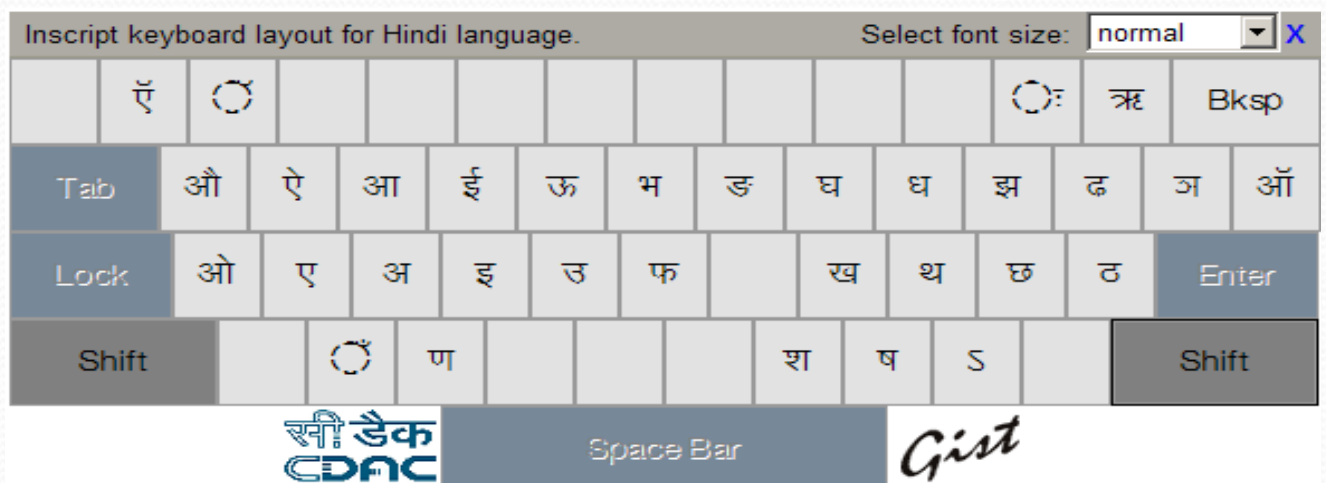 Inscript keyboard layout for Hindi language. Select font size: normal X
ऍ ॅ ः ऋ Bksp
Tab औ ऐ आ ई ऊ भ ङ घ ध झ ढ ञ ऑ
Lock ओ ए अ इ उ फ ख थ छ ठ Enter
Shift ँ ण श ष ऽ Shift
सी डैक CDAC Space Bar Gist